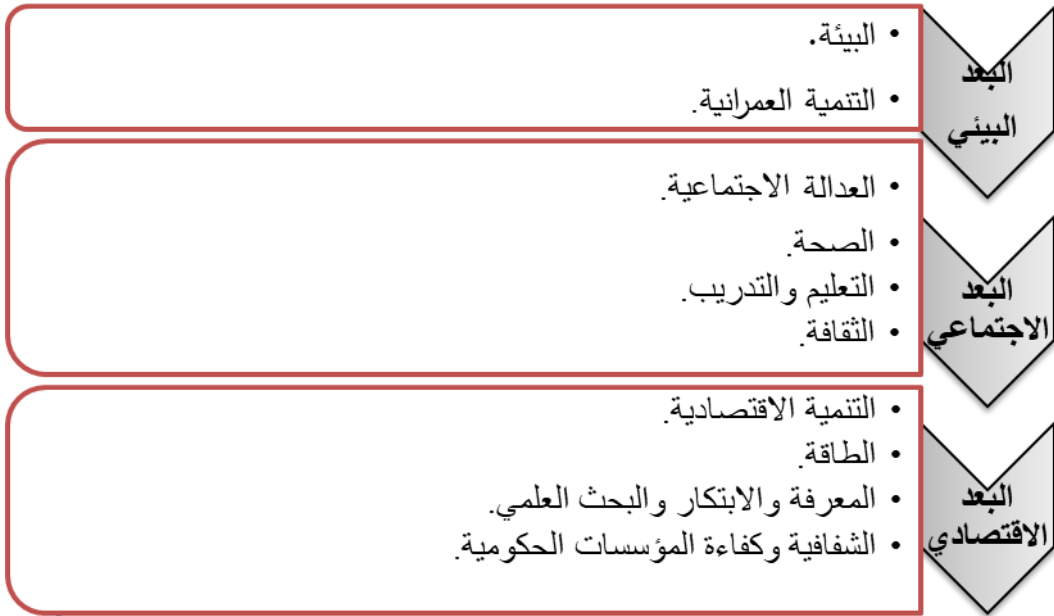 البعد
البيئي
• البيئة.
• التنمية العمرانية.
البعد
الاجتماعي
• العدالة الاجتماعية.
• الصحة.
• التعليم والتدريب.
• الثقافة.
البعد
الاقتصادي
• التنمية الاقتصادية.
• الطاقة.
• المعرفة والابتكار والبحث العلمي.
• الشفافية وكفاءة المؤسسات الحكومية.